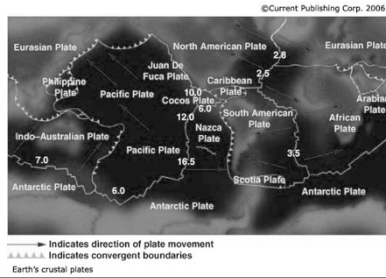 ©Current Publishing Corp. 2006
Eurasian Plate
North American Plate
Eurasian Plate
2.8
Juan De
Fuca Plate
2.5
Caribbean
Plate
Philippine
Plate
Pacific Plate
10.0
Cocos Plate
6.0
Arabian
Plate
12.0
South American
Plate
African
Plate
Nazca
Plate
Indo-Australian Plate
Pacific Plate
3.5
7.0
16.5
Scotia Plate
Antarctic Plate
6.0
Antarctic Plate
Antarctic Plate
Indicates direction of plate movement
Indicates convergent boundaries
Earth's crustal plates